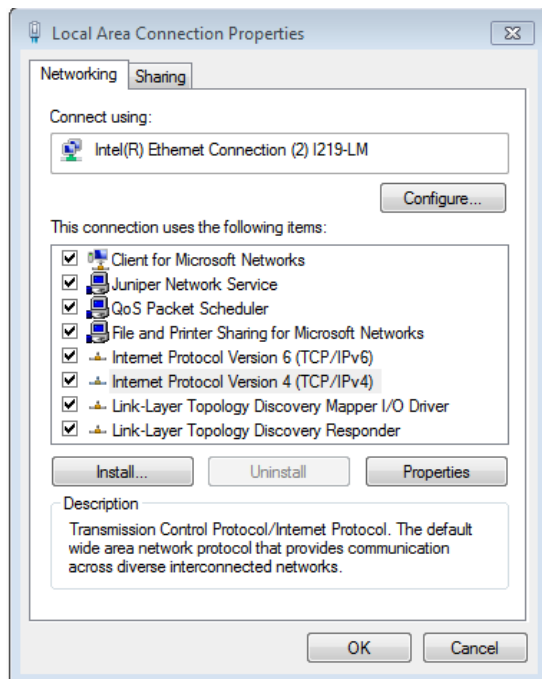 Local Area Connection Properties
Networking Sharing
Connect using:
Intel(R) Ethernet Connection (2) I219-LM
Configure...
This connection uses the following items:
Client for Microsoft Networks
Juniper Network Service
QoS Packet Scheduler
File and Printer Sharing for Microsoft Networks
Internet Protocol Version 6 (TCP/IPv6)
Internet Protocol Version 4 (TCP/IPv4)
Link-Layer Topology Discovery Mapper I/O Driver
Link-Layer Topology Discovery Responder
Install... Uninstall Properties
Description
Transmission Control Protocol/Internet Protocol. The default
wide area network protocol that provides communication
across diverse interconnected networks.
OK Cancel